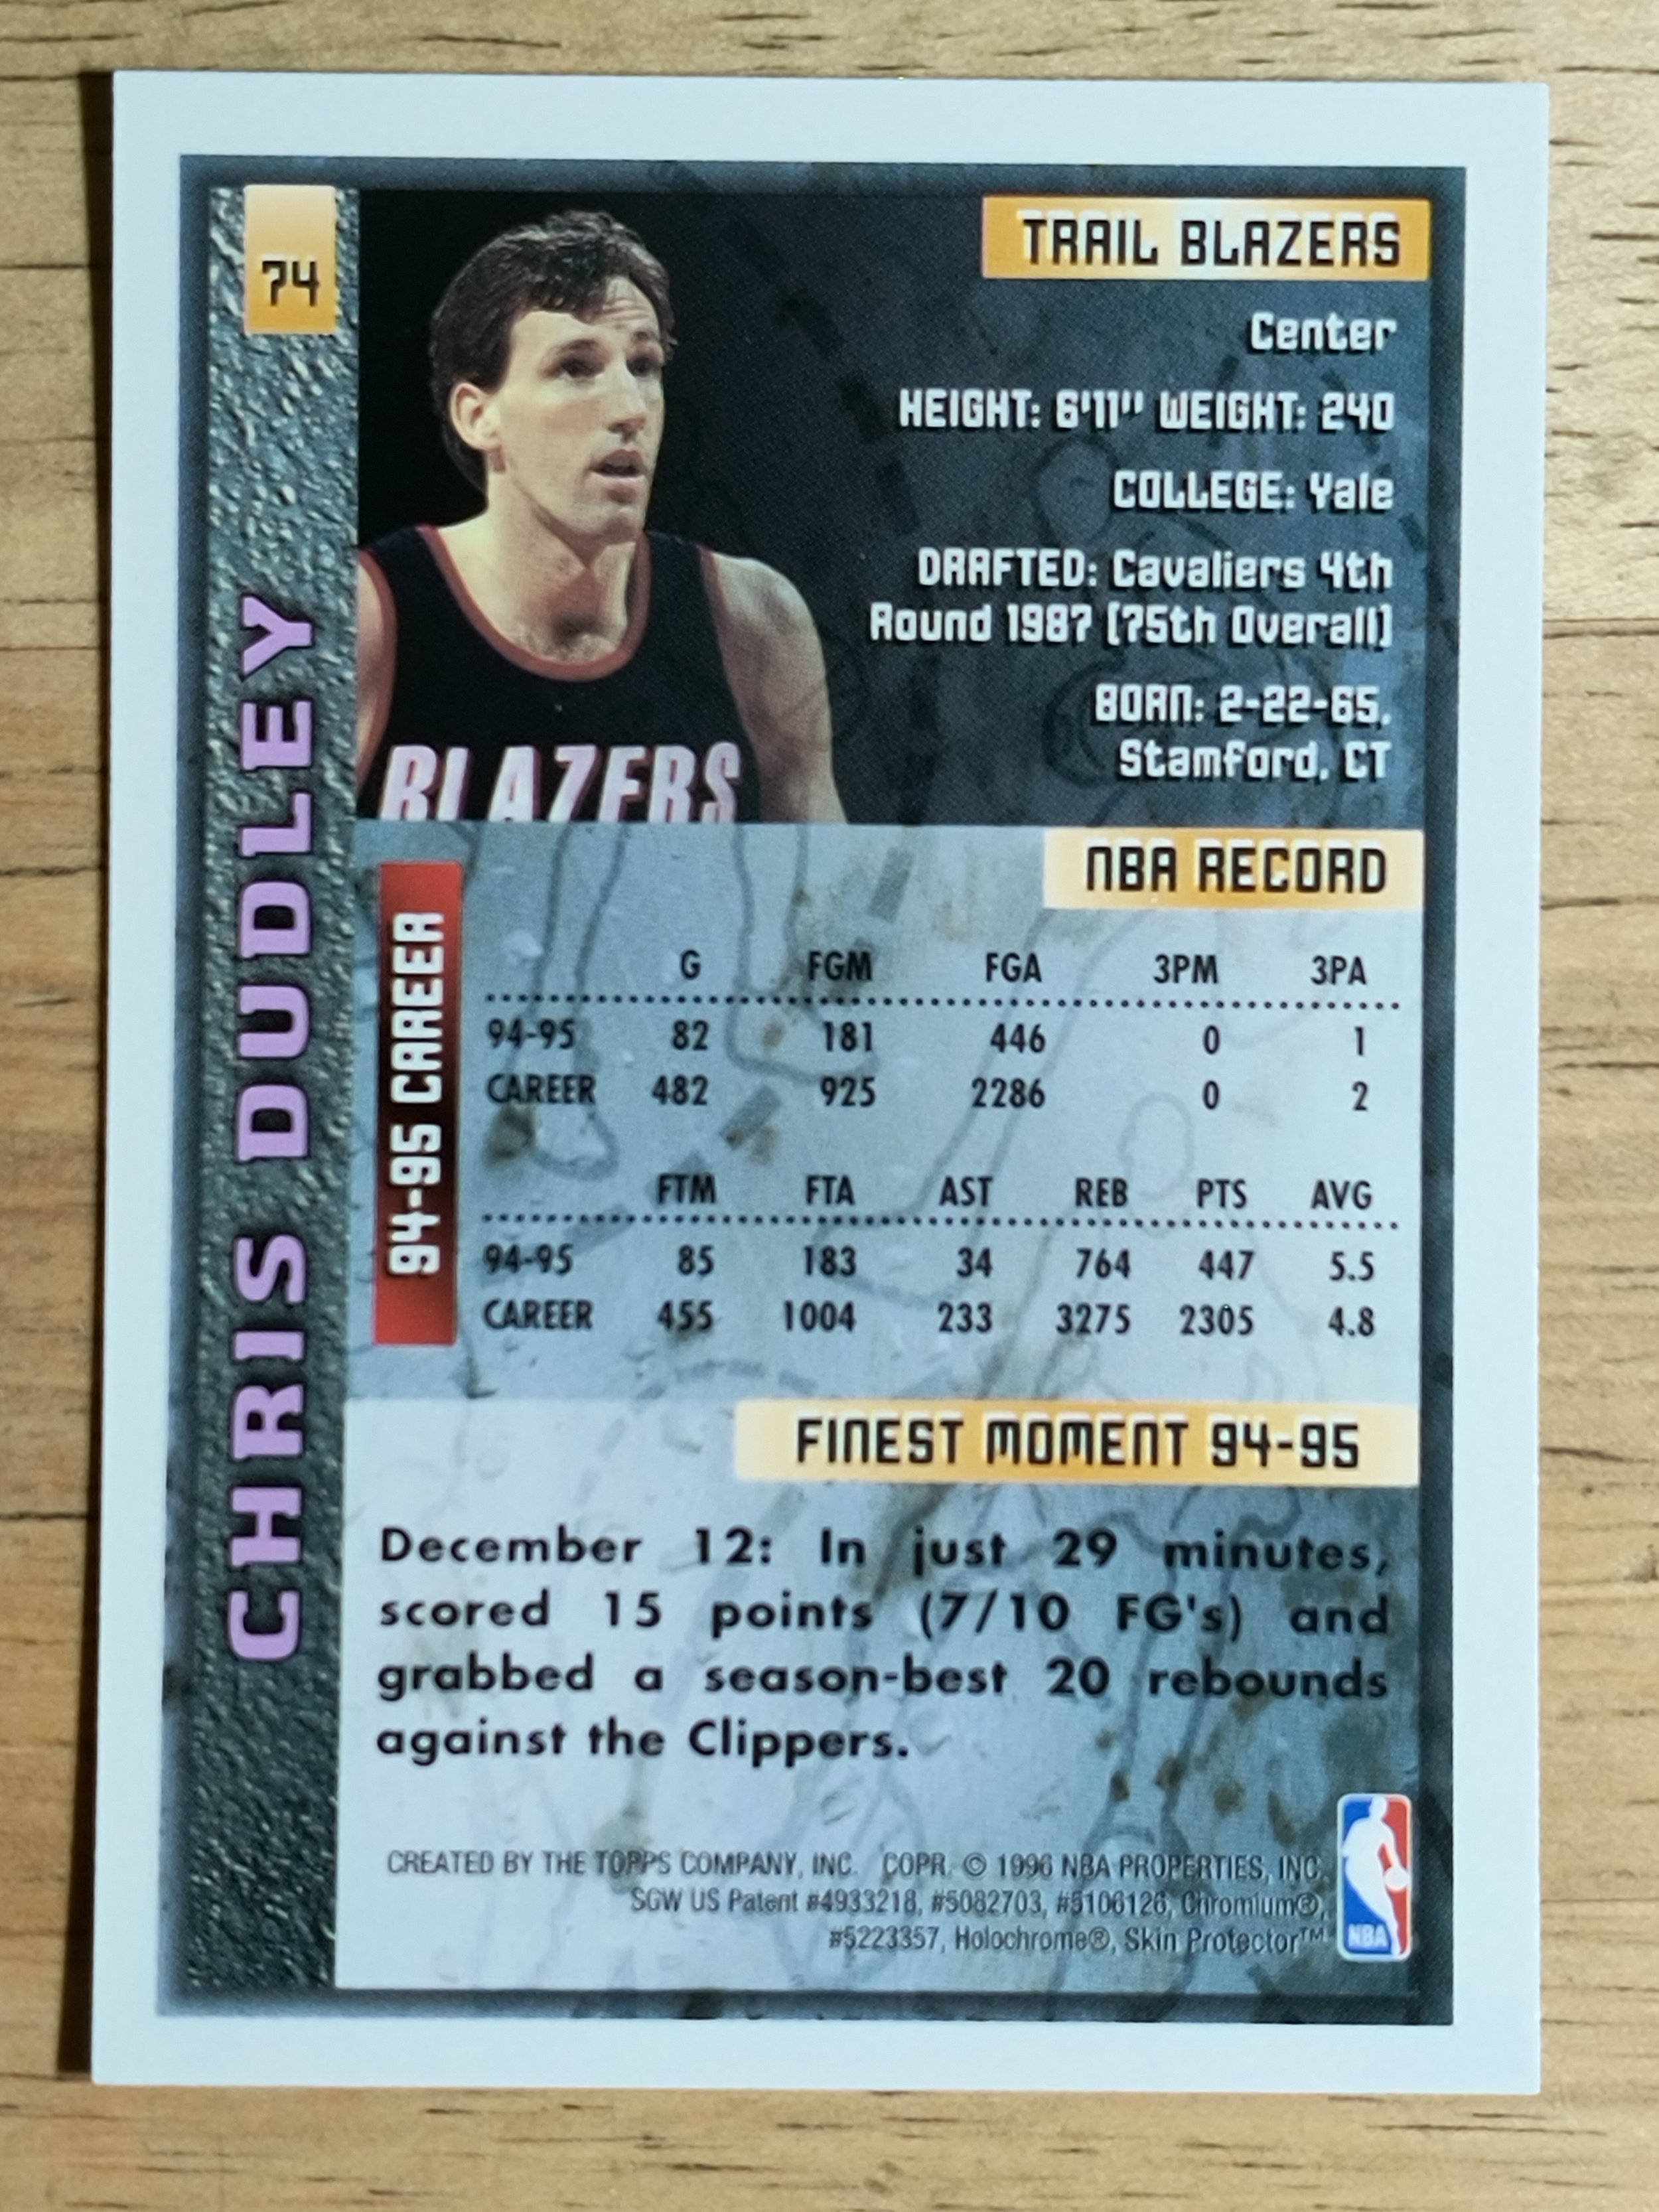 74
CHRIS DUDLEY
BLAZERS
TRAIL BLAZERS
Center
HEIGHT: 6'11" WEIGHT: 240
COLLEGE: Yale
DRAFTED: Cavaliers 4th
Round 1987 (75th Overall)
BORN: 2-22-65,
Stamford, CT
NBA RECORD
94-95 CAREER
G FGM FGA 3PM 3PA
94-95 82 181 446 0 1
CAREER 482 925 2286 0 2
FTM FTA AST REB PTS AVG
94-95 85 183 34 764 447 5.5
CAREER 455 1004 233 3275 2305 4.8
FINEST MOMENT 94-95
December 12: In just 29 minutes,
scored 15 points (7/10 FG's) and
grabbed a season-best 20 rebounds
against the Clippers.
CREATED BY THE TOPPS COMPANY, INC. COPR. © 1996 NBA PROPERTIES, INC.
SGW US Patent #4933218, #5082703, #5106126, Chromium®,
#5223357, Holochrome®, Skin Protector™
NBA